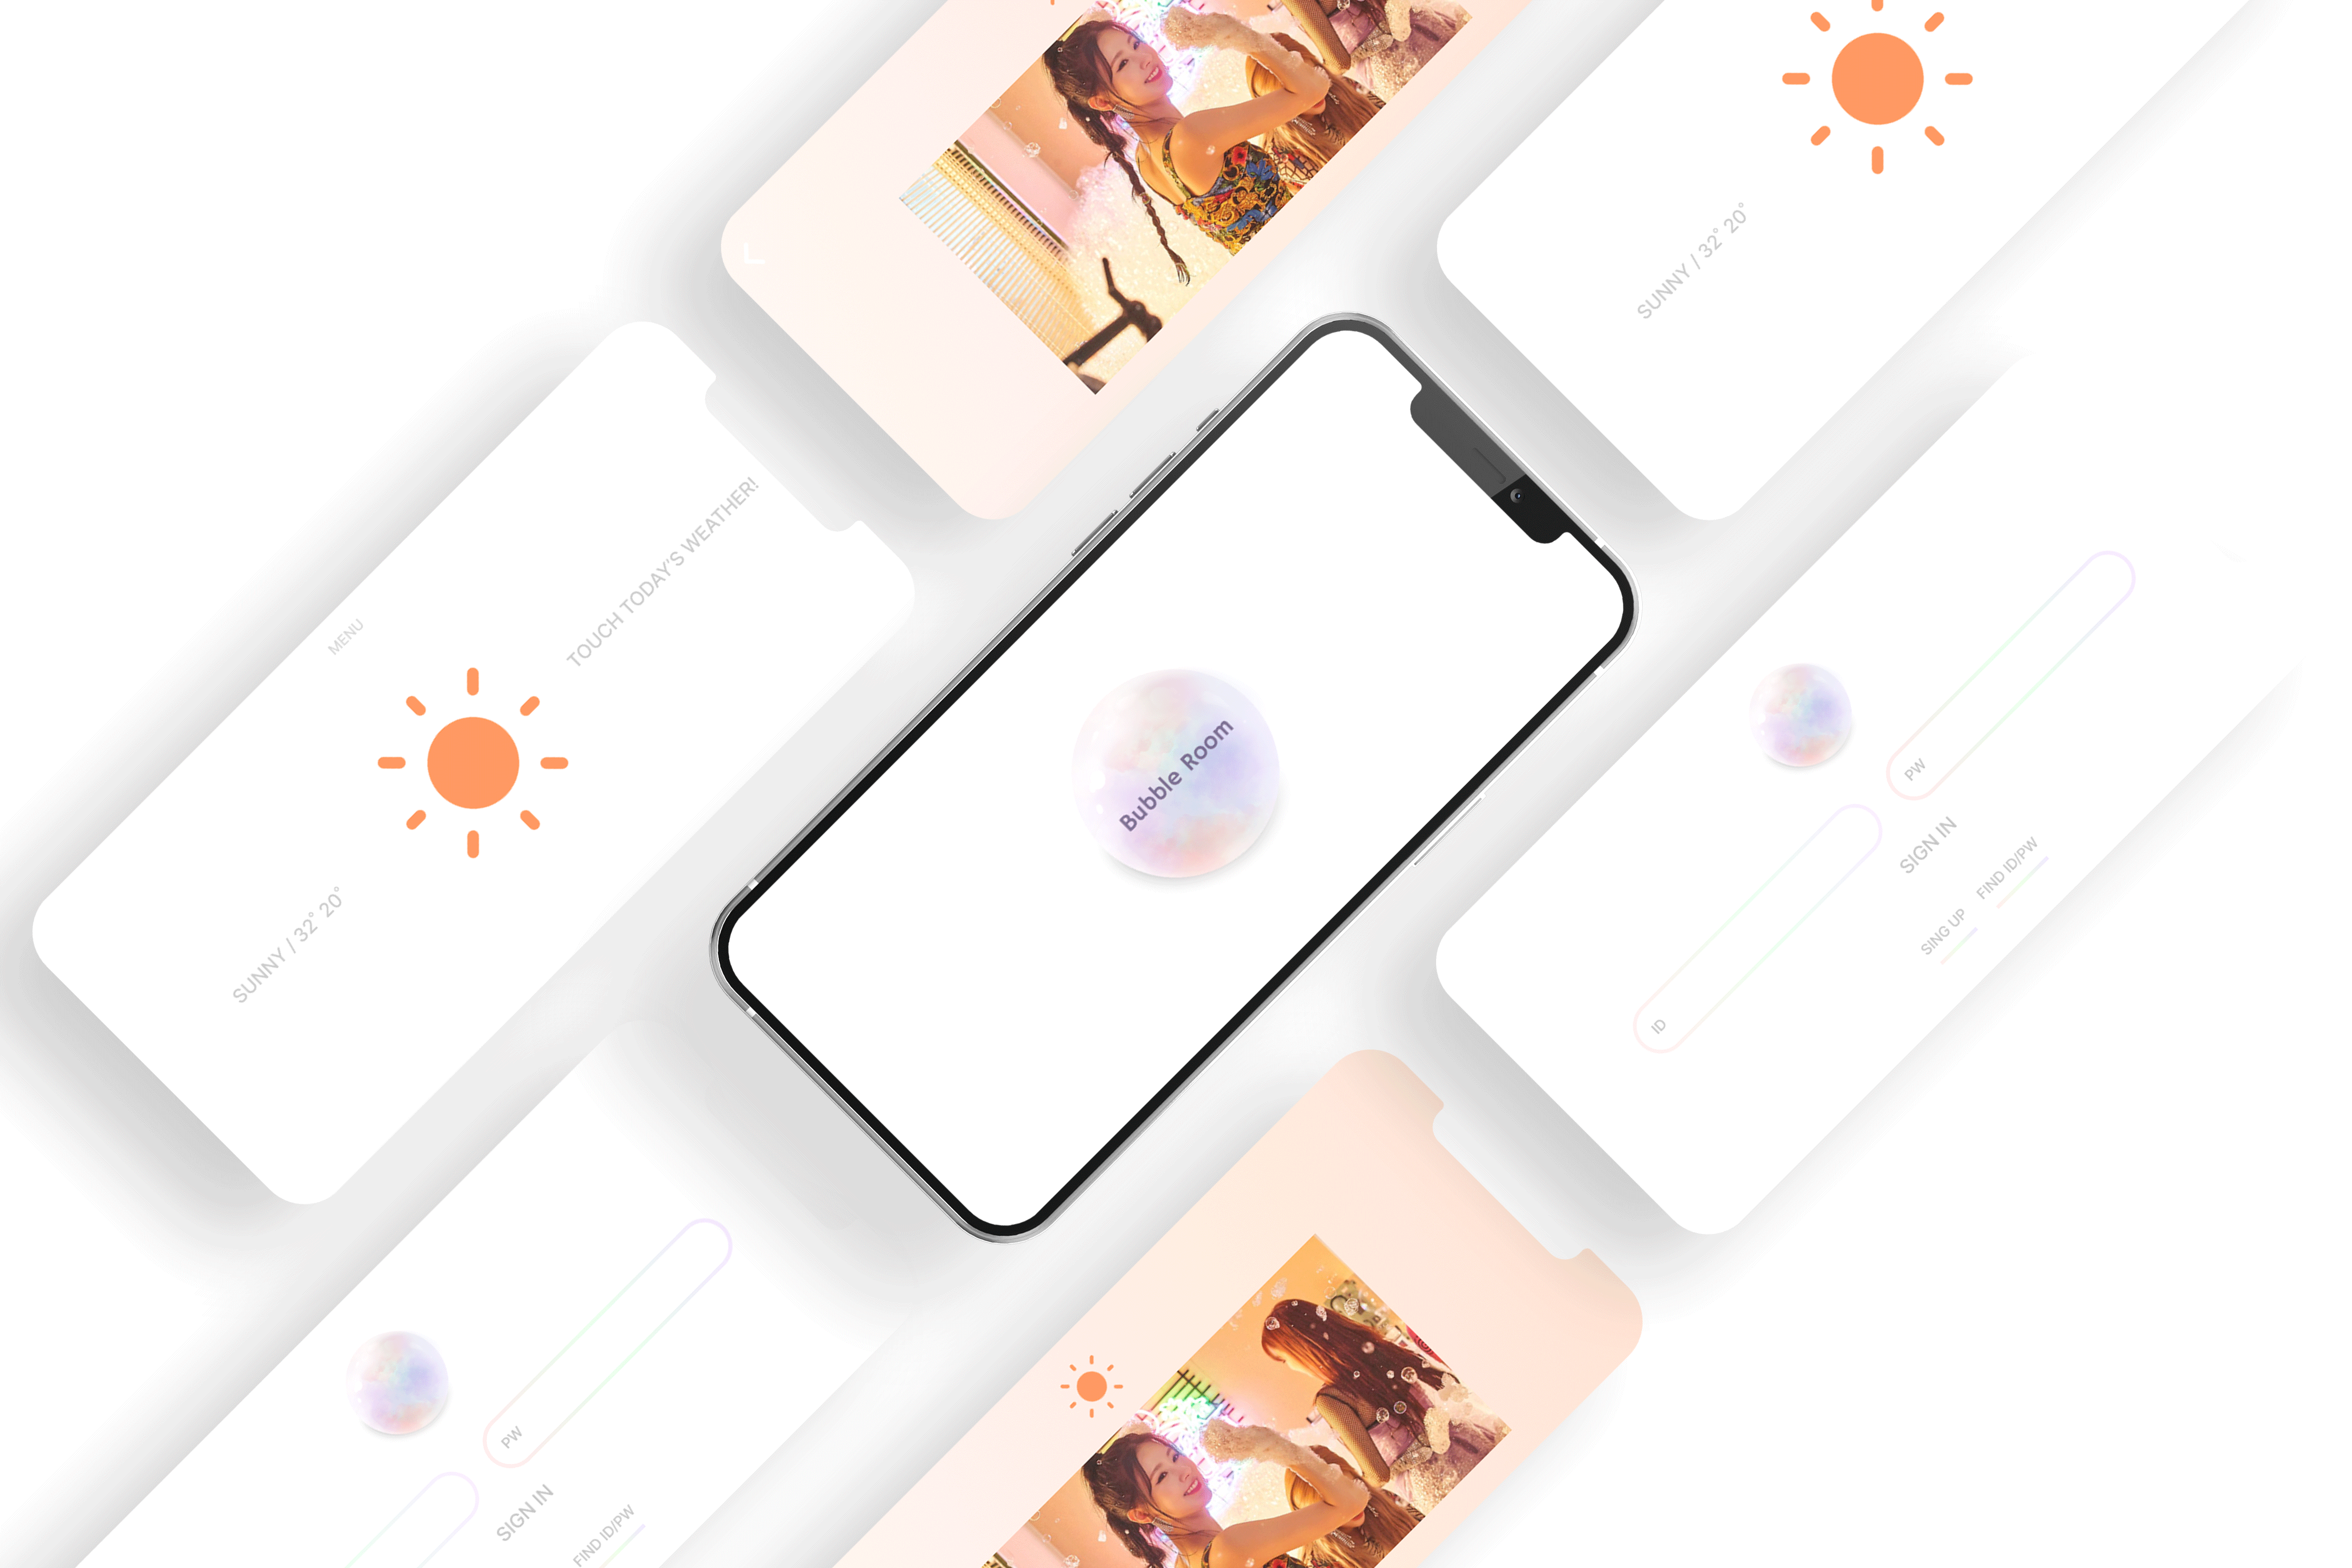 SUNNY / 32° 20°
MENU
TOUCH TODAY'S WEATHER!
SUNNY / 32° 20°
Bubble Room
ID
PW
SIGN IN
SING UP
FIND ID/PW
PW
SIGN IN
FIND ID/PW